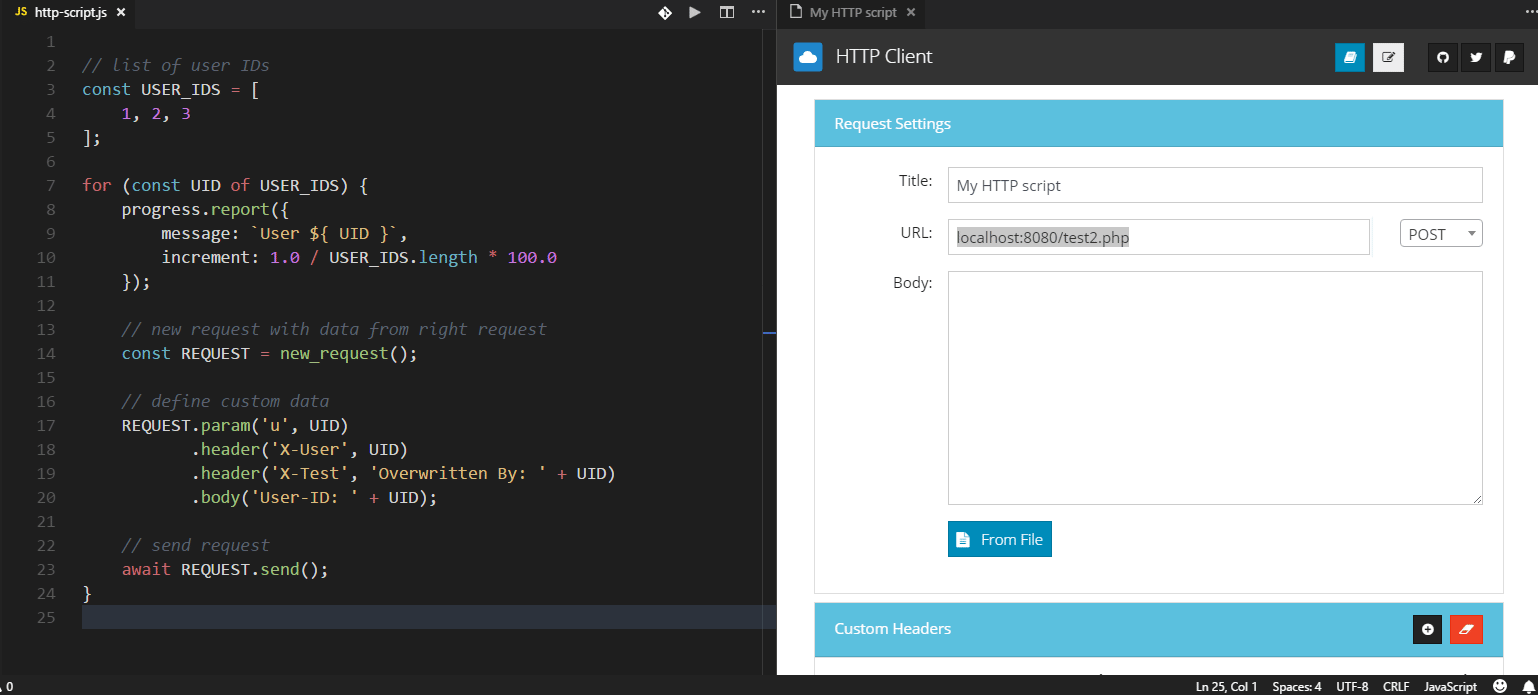 JS http-script.js
1
2 // list of user IDs
3 const USER_IDS = [
4     1, 2, 3
5 ];
6
7 for (const UID of USER_IDS) {
8     progress.report({
9         message: `User ${ UID }`,
10         increment: 1.0 / USER_IDS.length * 100.0
11     });
12
13     // new request with data from right request
14     const REQUEST = new_request();
15
16     // define custom data
17     REQUEST.param('u', UID)
18            .header('X-User', UID)
19            .header('X-Test', 'Overwritten By: ' + UID)
20            .body('User-ID: ' + UID);
21
22     // send request
23     await REQUEST.send();
24 }
25
My HTTP script
HTTP Client
Request Settings
Title: My HTTP script
URL: localhost:8080/test2.php POST
Body:
From File
Custom Headers
0 Ln 25, Col 1 Spaces: 4 UTF-8 CRLF JavaScript